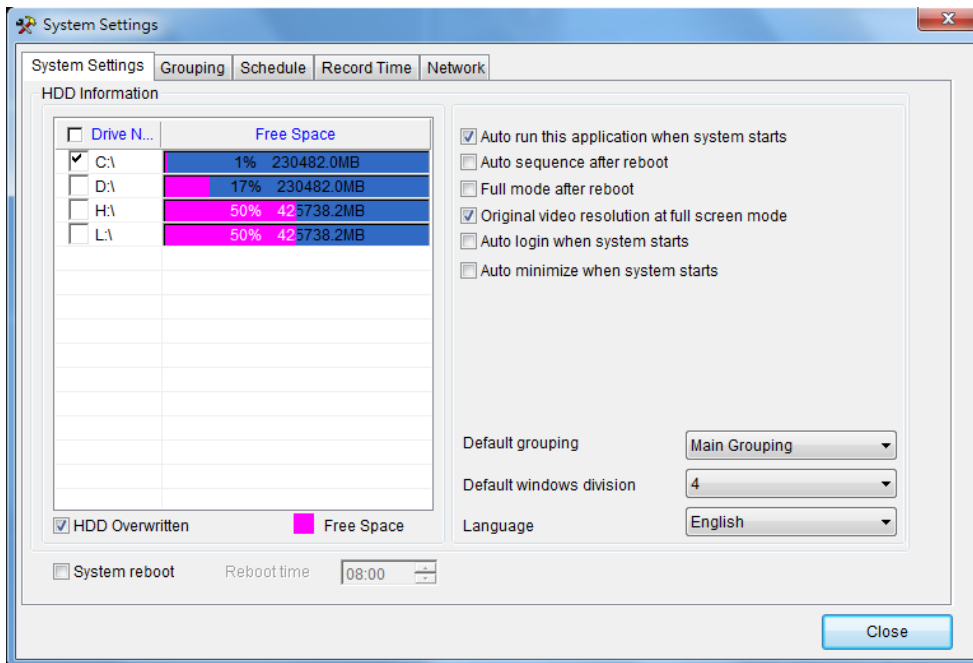 System Settings
System Settings Grouping Schedule Record Time Network
HDD Information
Drive N... Free Space
C:\ 1% 230482.0MB
D:\ 17% 230482.0MB
H:\ 50% 425738.2MB
L:\ 50% 425738.2MB
HDD Overwritten Free Space
Auto run this application when system starts
Auto sequence after reboot
Full mode after reboot
Original video resolution at full screen mode
Auto login when system starts
Auto minimize when system starts
Default grouping Main Grouping
Default windows division 4
Language English
System reboot Reboot time 08:00
Close